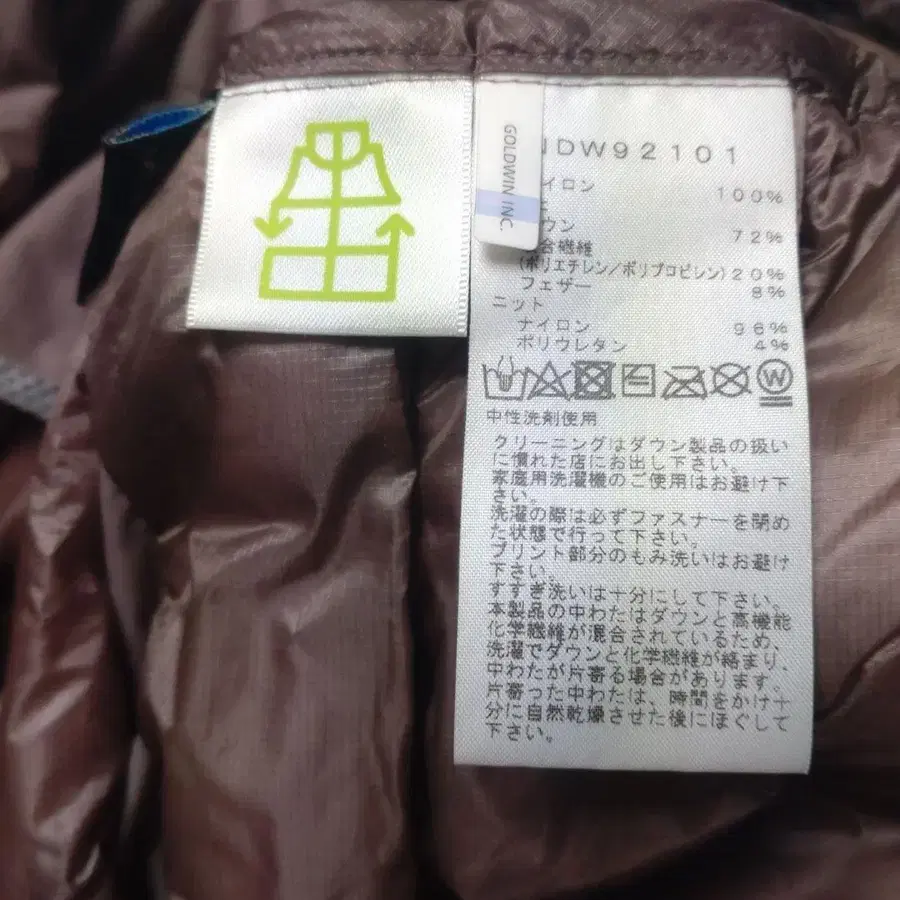 GOLDWIN INC.
NDW92101
イロン 100%
ウン 72%
合繊維
(ポリエチレン/ポリプロピレン)20%
フェザー 8%
ニット
ナイロン 96%
ポリウレタン 4%
W
中性洗剤使用
クリーニングはダウン製品の扱い
に慣れた店にお出し下さい。
家庭用洗濯機のご使用はお避け下
さい。
洗濯の際は必ずファスナーを閉め
た状態で行って下さい。
プリント部分のもみ洗いはお避け
下さい。
すすぎ洗いは十分にして下さい。
本製品の中わたはダウンと高機能
化学繊維が混合されているため、
洗濯でダウンと化学繊維が絡まり、
中わたが片寄る場合があります。
片寄った中わたは、時間をかけ十
分に自然乾燥させた後にほぐして
下さい。